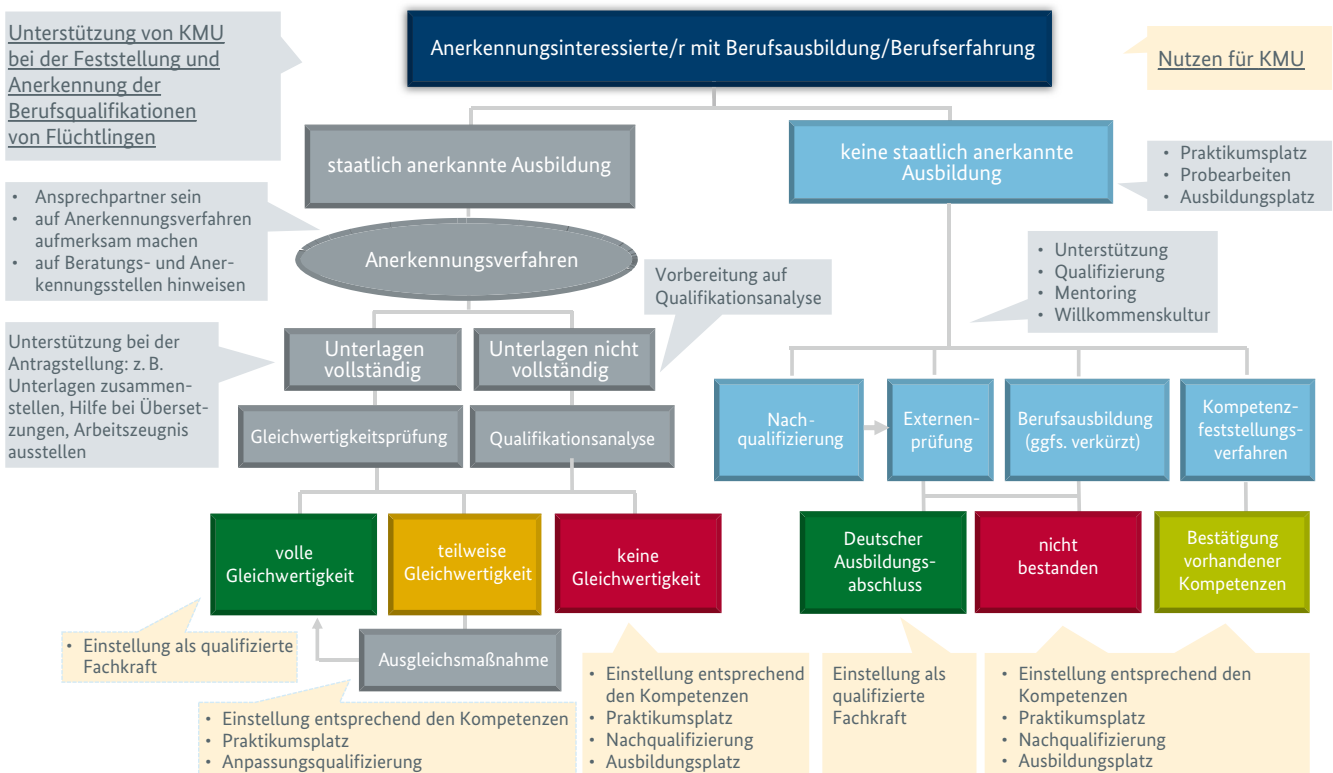 Unterstützung von KMU
bei der Feststellung und
Anerkennung der
Berufsqualifikationen
von Flüchtlingen
Anerkennungsinteressierte/r mit Berufsausbildung/Berufserfahrung
Nutzen für KMU
staatlich anerkannte Ausbildung
keine staatlich anerkannte
Ausbildung
• Praktikumsplatz
• Probearbeiten
• Ausbildungsplatz
• Ansprechpartner sein
• auf Anerkennungsverfahren
aufmerksam machen
• auf Beratungs- und Aner-
kennungsstellen hinweisen
Anerkennungsverfahren
Vorbereitung auf
Qualifikationsanalyse
• Unterstützung
• Qualifizierung
• Mentoring
• Willkommenskultur
Unterstützung bei der
Antragstellung: z. B.
Unterlagen zusammen-
stellen, Hilfe bei Überset-
zungen, Arbeitszeugnis
ausstellen
Unterlagen
vollständig
Unterlagen nicht
vollständig
Gleichwertigkeitsprüfung
Qualifikationsanalyse
Nach-
qualifizierung
Externen-
prüfung
Berufsausbildung
(ggfs. verkürzt)
Kompetenz-
feststellungs-
verfahren
volle
Gleichwertigkeit
teilweise
Gleichwertigkeit
keine
Gleichwertigkeit
Deutscher
Ausbildungs-
abschluss
nicht
bestanden
Bestätigung
vorhandener
Kompetenzen
• Einstellung als qualifizierte
Fachkraft
Ausgleichsmaßnahme
• Einstellung entsprechend den Kompetenzen
• Praktikumsplatz
• Anpassungsqualifizierung
• Einstellung entsprechend
den Kompetenzen
• Praktikumsplatz
• Nachqualifizierung
• Ausbildungsplatz
Einstellung als
qualifizierte
Fachkraft
• Einstellung entsprechend den
Kompetenzen
• Praktikumsplatz
• Nachqualifizierung
• Ausbildungsplatz